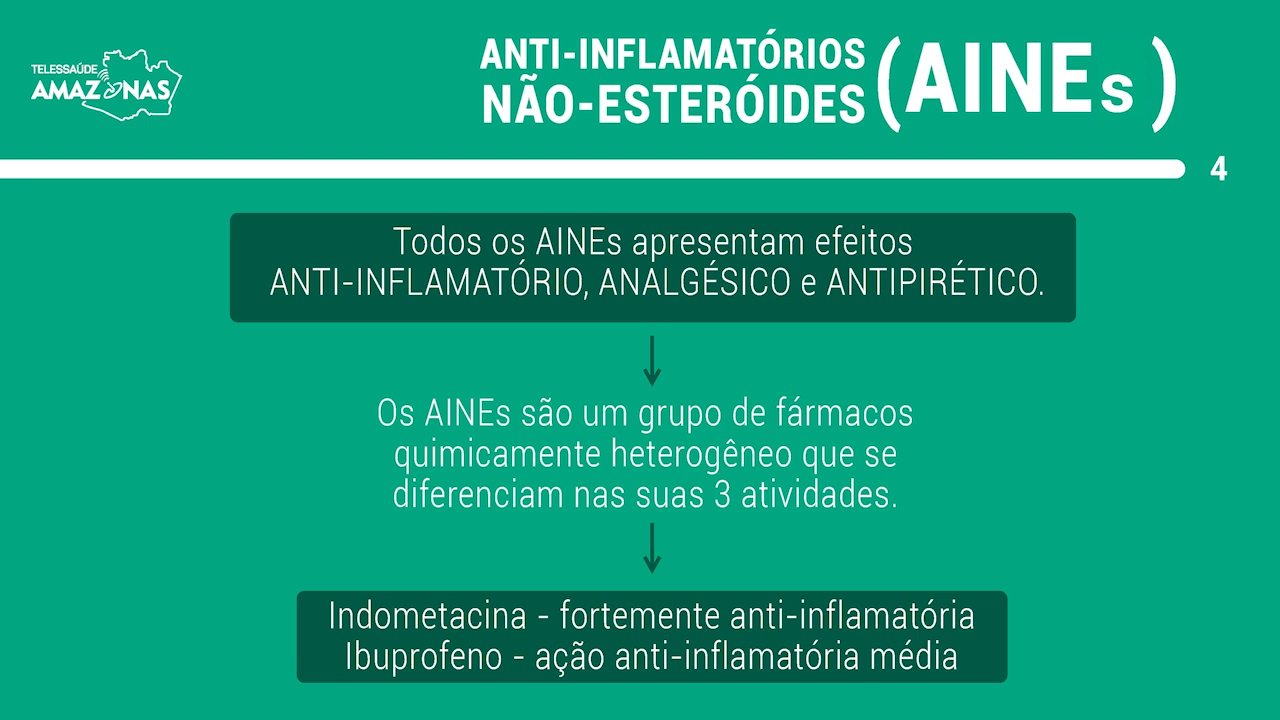 TELESSAÚDE
AMAZONAS
ANTI-INFLAMATÓRIOS
NÃO-ESTERÓIDES
(AINEs )
4
Todos os AINEs apresentam efeitos
ANTI-INFLAMATÓRIO, ANALGÉSICO e ANTIPIRÉTICO.
Os AINEs são um grupo de fármacos
quimicamente heterogêneo que se
diferenciam nas suas 3 atividades.
Indometacina - fortemente anti-inflamatória
Ibuprofeno - ação anti-inflamatória média